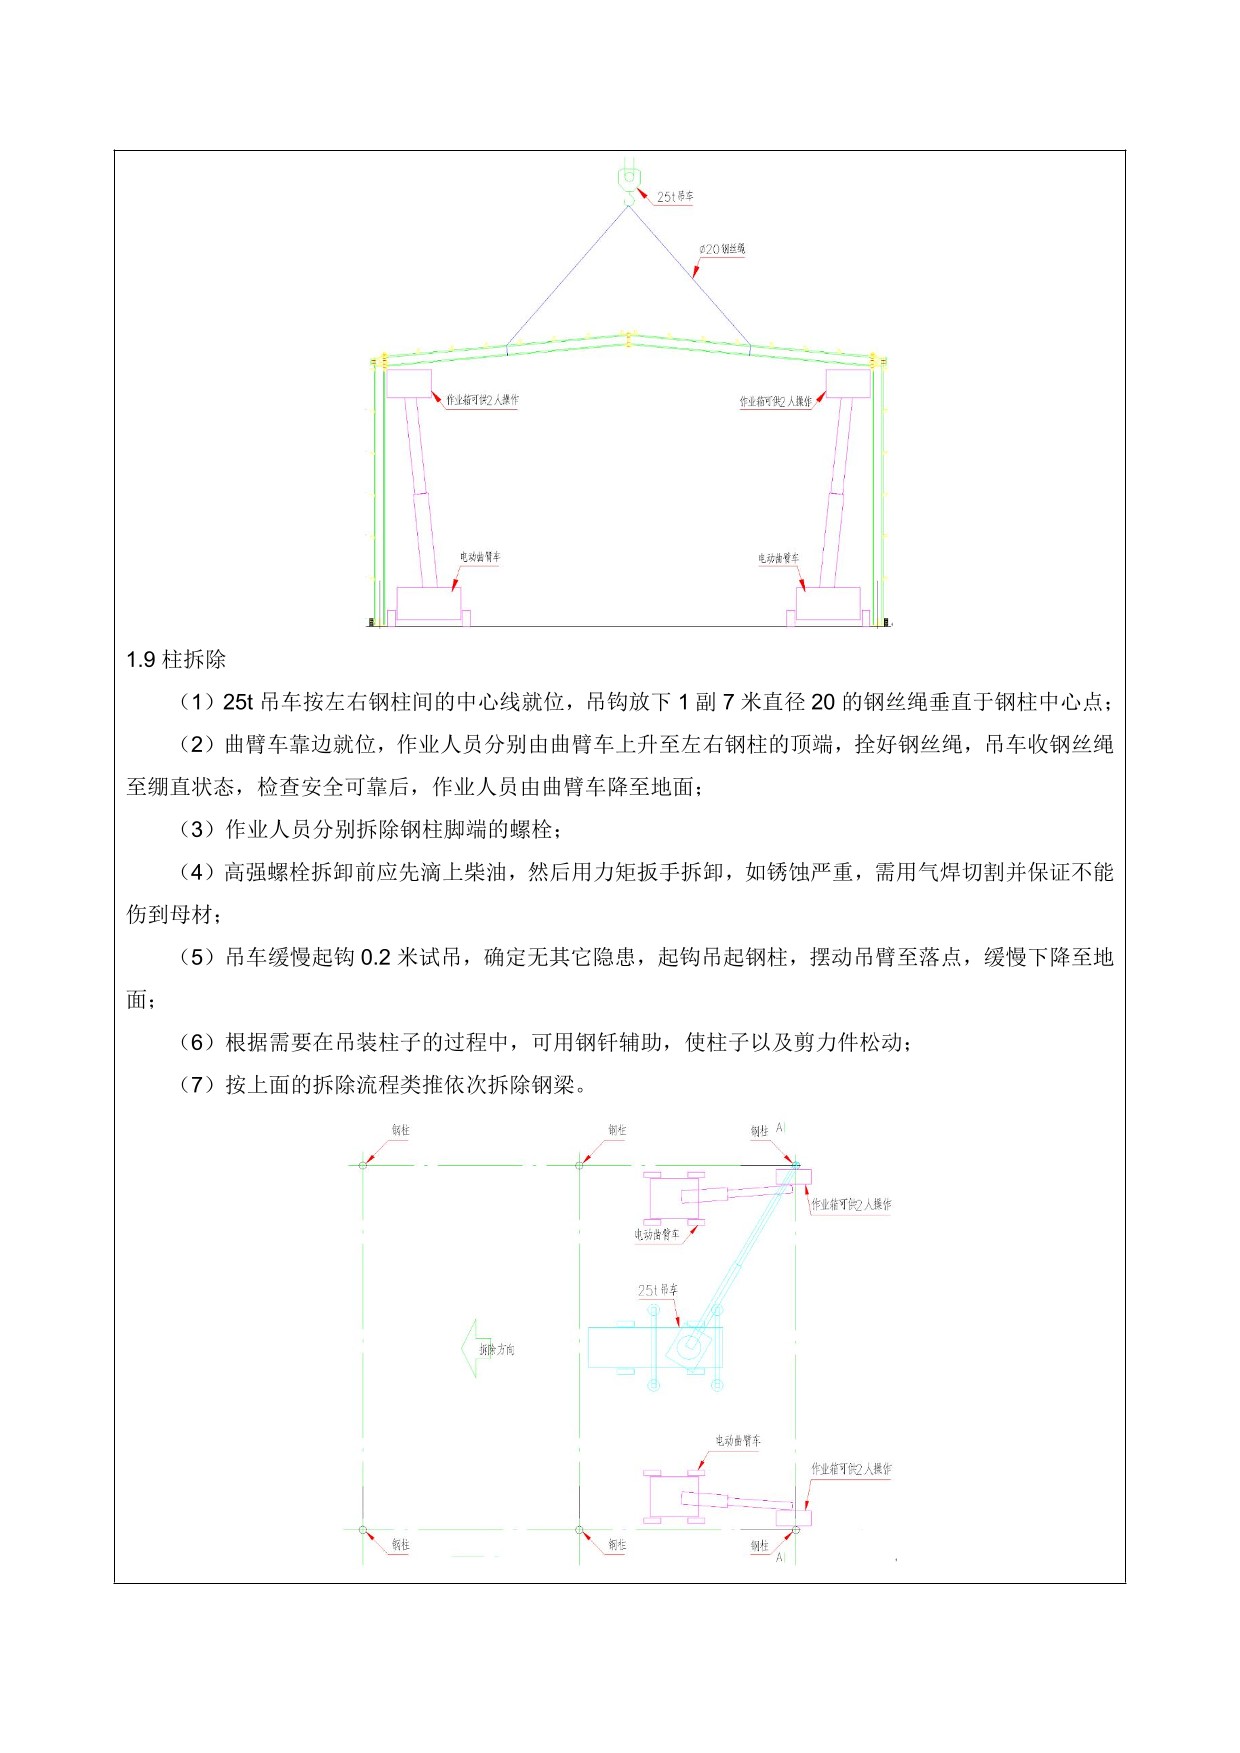 25t吊车
φ20钢丝绳
作业箱可供2人操作
作业箱可供2人操作
电动曲臂车
电动曲臂车
1.9 柱拆除
（1）25t 吊车按左右钢柱间的中心线就位，吊钩放下 1 副 7 米直径 20 的钢丝绳垂直于钢柱中心点；
（2）曲臂车靠边就位，作业人员分别由曲臂车上升至左右钢柱的顶端，拴好钢丝绳，吊车收钢丝绳
至绷直状态，检查安全可靠后，作业人员由曲臂车降至地面；
（3）作业人员分别拆除钢柱脚端的螺栓；
（4）高强螺栓拆卸前应先滴上柴油，然后用力矩扳手拆卸，如锈蚀严重，需用气焊切割并保证不能
伤到母材；
（5）吊车缓慢起钩 0.2 米试吊，确定无其它隐患，起钩吊起钢柱，摆动吊臂至落点，缓慢下降至地
面；
（6）根据需要在吊装柱子的过程中，可用钢钎辅助，使柱子以及剪力件松动；
（7）按上面的拆除流程类推依次拆除钢梁。
钢柱
钢柱
钢柱
A|
作业箱可供2人操作
电动曲臂车
25t吊车
拆除方向
电动曲臂车
作业箱可供2人操作
钢柱
钢柱
钢柱
A|